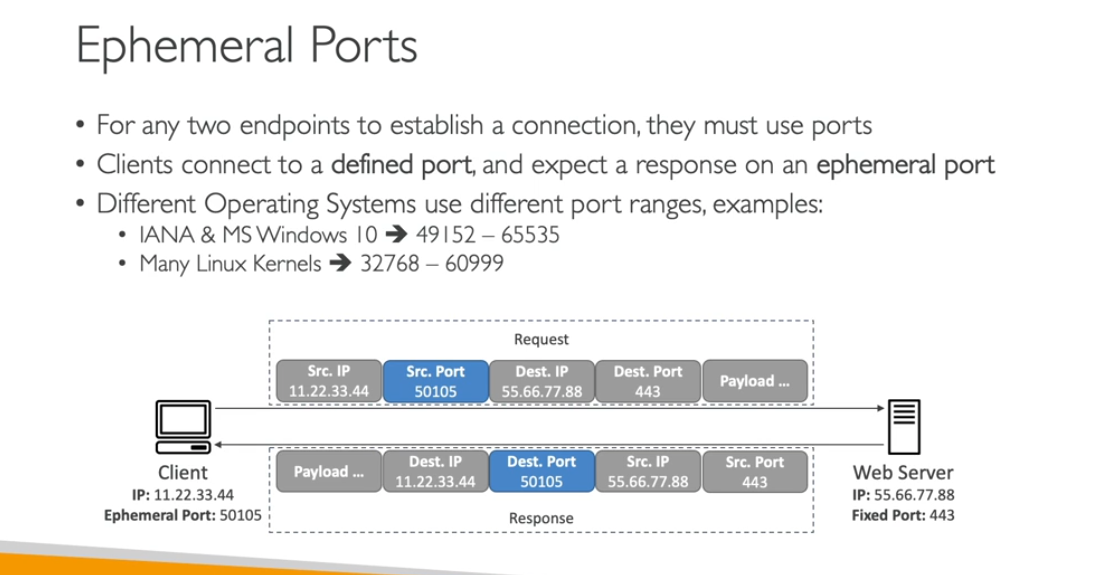 Ephemeral Ports
• For any two endpoints to establish a connection, they must use ports
• Clients connect to a defined port, and expect a response on an ephemeral port
• Different Operating Systems use different port ranges, examples:
• IANA & MS Windows 10 ➔ 49152 – 65535
• Many Linux Kernels ➔ 32768 – 60999
Request
Src. IP
11.22.33.44
Src. Port
50105
Dest. IP
55.66.77.88
Dest. Port
443
Payload ...
Client
IP: 11.22.33.44
Ephemeral Port: 50105
Payload ...
Dest. IP
11.22.33.44
Dest. Port
50105
Src. IP
55.66.77.88
Src. Port
443
Response
Web Server
IP: 55.66.77.88
Fixed Port: 443